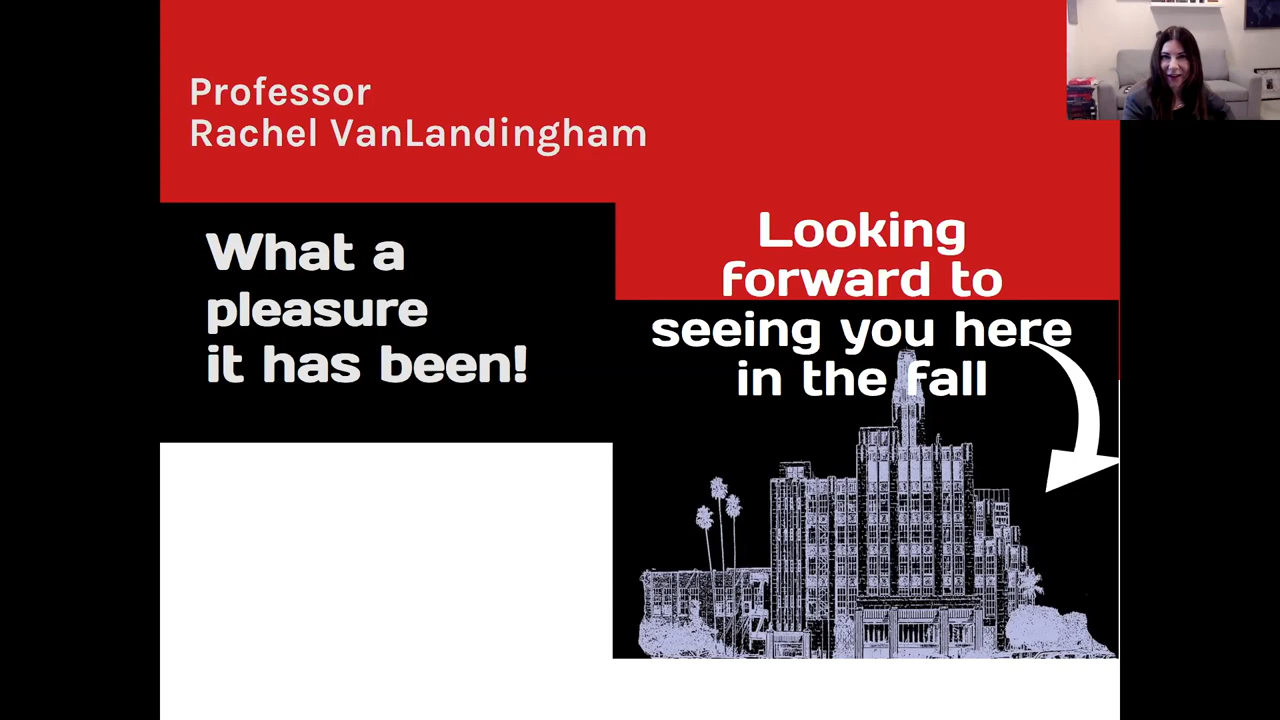 Professor
Rachel VanLandingham
What a
pleasure
it has been!
Looking
forward to
seeing you here
in the fall